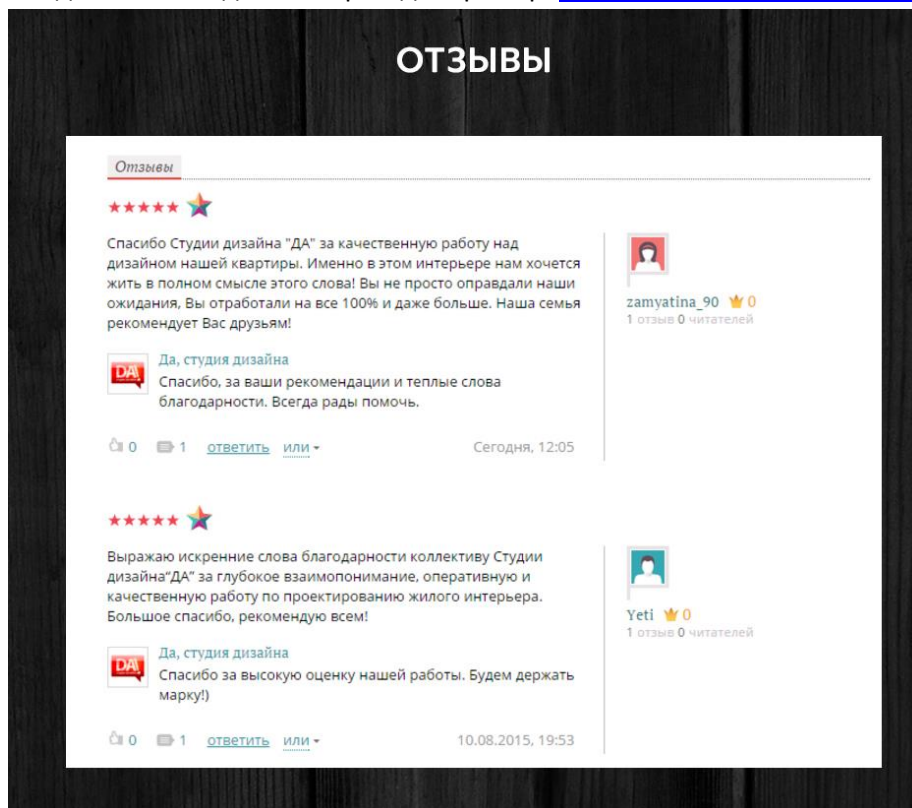 ОТЗЫВЫ
Отзывы
Спасибо Студии дизайна "ДА" за качественную работу над
дизайном нашей квартиры. Именно в этом интерьере нам хочется
жить в полном смысле этого слова! Вы не просто оправдали наши
ожидания, Вы отработали на все 100% и даже больше. Наша семья
рекомендует Вас друзьям!
zamyatina_90 0
1 отзыв 0 читателей
ДА!
Да, студия дизайна
Спасибо, за ваши рекомендации и теплые слова
благодарности. Всегда рады помочь.
0 1 ответить или Сегодня, 12:05
Выражаю искренние слова благодарности коллективу Студии
дизайна"ДА" за глубокое взаимопонимание, оперативную и
качественную работу по проектированию жилого интерьера.
Большое спасибо, рекомендую всем!
Yeti 0
1 отзыв 0 читателей
ДА!
Да, студия дизайна
Спасибо за высокую оценку нашей работы. Будем держать
марку!)
0 1 ответить или 10.08.2015, 19:53